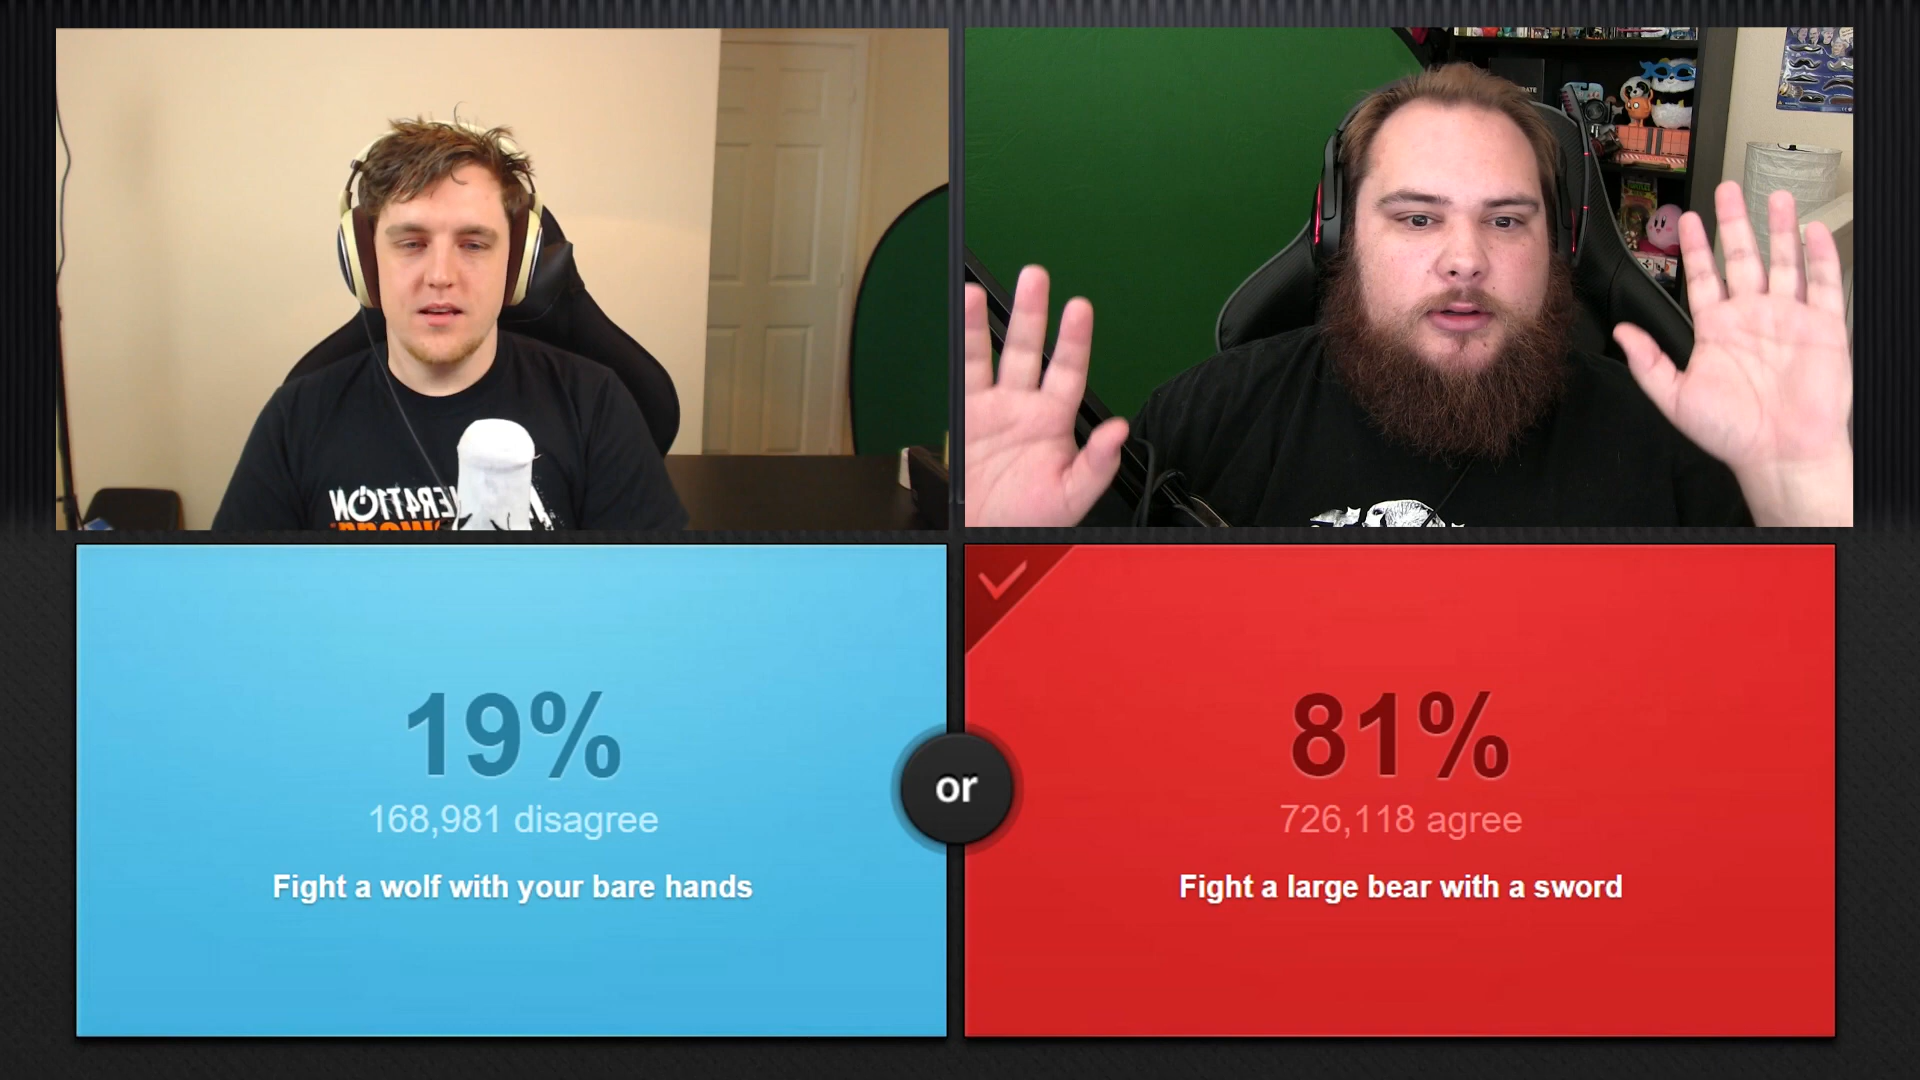 19%
168,981 disagree
Fight a wolf with your bare hands
or
81%
726,118 agree
Fight a large bear with a sword